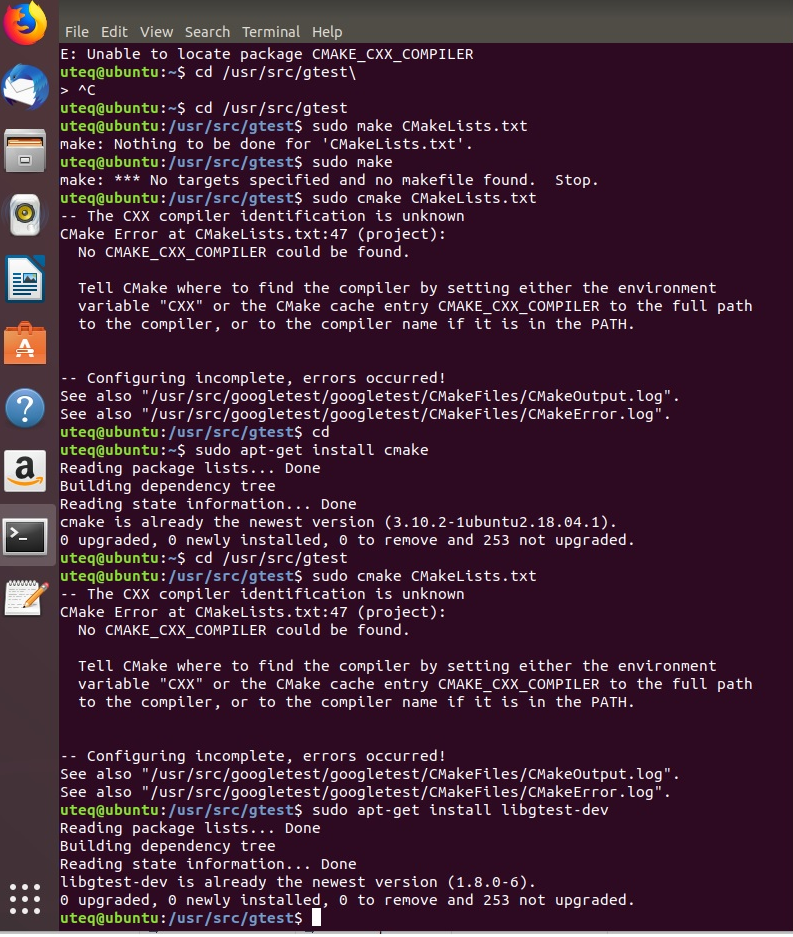 File Edit View Search Terminal Help
E: Unable to locate package CMAKE_CXX_COMPILER
uteq@ubuntu:~$ cd /usr/src/gtest\
> ^C
uteq@ubuntu:~$ cd /usr/src/gtest
uteq@ubuntu:/usr/src/gtest$ sudo make CMakeLists.txt
make: Nothing to be done for 'CMakeLists.txt'.
uteq@ubuntu:/usr/src/gtest$ sudo make
make: *** No targets specified and no makefile found.  Stop.
uteq@ubuntu:/usr/src/gtest$ sudo cmake CMakeLists.txt
-- The CXX compiler identification is unknown
CMake Error at CMakeLists.txt:47 (project):
  No CMAKE_CXX_COMPILER could be found.
  Tell CMake where to find the compiler by setting either the environment
  variable "CXX" or the CMake cache entry CMAKE_CXX_COMPILER to the full path
  to the compiler, or to the compiler name if it is in the PATH.
-- Configuring incomplete, errors occurred!
See also "/usr/src/googletest/googletest/CMakeFiles/CMakeOutput.log".
See also "/usr/src/googletest/googletest/CMakeFiles/CMakeError.log".
uteq@ubuntu:/usr/src/gtest$ cd
uteq@ubuntu:~$ sudo apt-get install cmake
Reading package lists... Done
Building dependency tree
Reading state information... Done
cmake is already the newest version (3.10.2-1ubuntu2.18.04.1).
0 upgraded, 0 newly installed, 0 to remove and 253 not upgraded.
uteq@ubuntu:~$ cd /usr/src/gtest
uteq@ubuntu:/usr/src/gtest$ sudo cmake CMakeLists.txt
-- The CXX compiler identification is unknown
CMake Error at CMakeLists.txt:47 (project):
  No CMAKE_CXX_COMPILER could be found.
  Tell CMake where to find the compiler by setting either the environment
  variable "CXX" or the CMake cache entry CMAKE_CXX_COMPILER to the full path
  to the compiler, or to the compiler name if it is in the PATH.
-- Configuring incomplete, errors occurred!
See also "/usr/src/googletest/googletest/CMakeFiles/CMakeOutput.log".
See also "/usr/src/googletest/googletest/CMakeFiles/CMakeError.log".
uteq@ubuntu:/usr/src/gtest$ sudo apt-get install libgtest-dev
Reading package lists... Done
Building dependency tree
Reading state information... Done
libgtest-dev is already the newest version (1.8.0-6).
0 upgraded, 0 newly installed, 0 to remove and 253 not upgraded.
uteq@ubuntu:/usr/src/gtest$